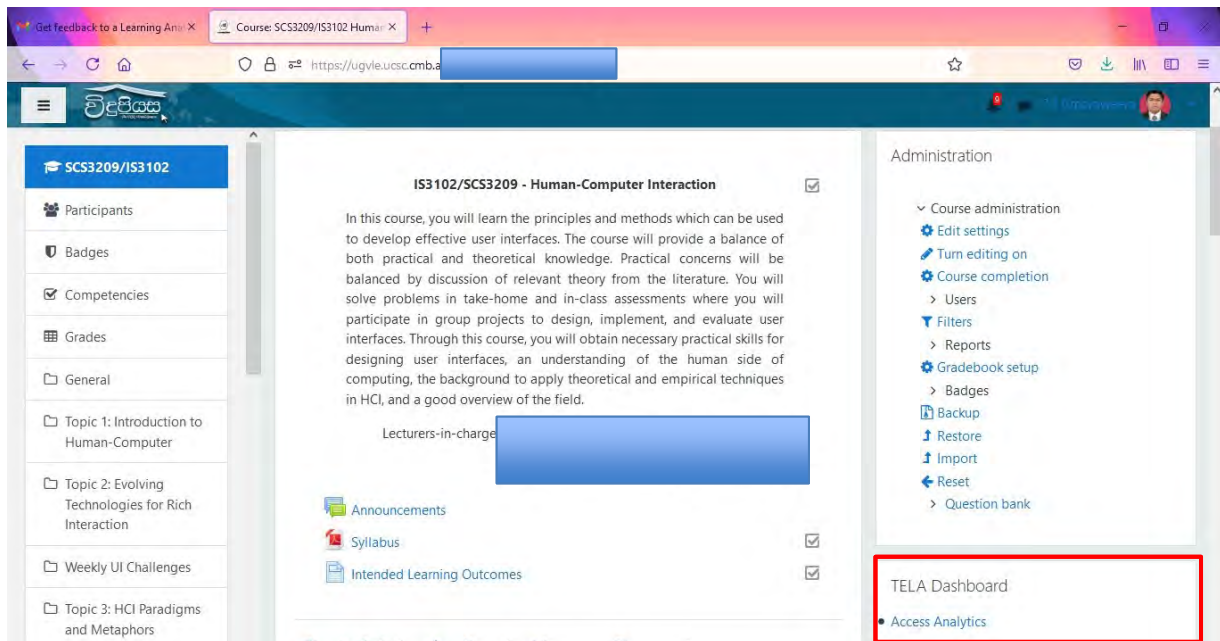 Get feedback to a Learning An
Course: SCS3209/IS3102 Human
https://ugvle.ucsc.cmb.a
විදුපියස
SCS3209/IS3102
Participants
Badges
Competencies
Grades
General
Topic 1: Introduction to
Human-Computer
Topic 2: Evolving
Technologies for Rich
Interaction
Weekly UI Challenges
Topic 3: HCI Paradigms
and Metaphors
IS3102/SCS3209 - Human-Computer Interaction
In this course, you will learn the principles and methods which can be used
to develop effective user interfaces. The course will provide a balance of
both practical and theoretical knowledge. Practical concerns will be
balanced by discussion of relevant theory from the literature. You will
solve problems in take-home and in-class assessments where you will
participate in group projects to design, implement, and evaluate user
interfaces. Through this course, you will obtain necessary practical skills for
designing user interfaces, an understanding of the human side of
computing, the background to apply theoretical and empirical techniques
in HCI, and a good overview of the field.
Lecturers-in-charge
Announcements
Syllabus
Intended Learning Outcomes
Administration
Course administration
Edit settings
Turn editing on
Course completion
Users
Filters
Reports
Gradebook setup
Badges
Backup
Restore
Import
Reset
Question bank
TELA Dashboard
Access Analytics